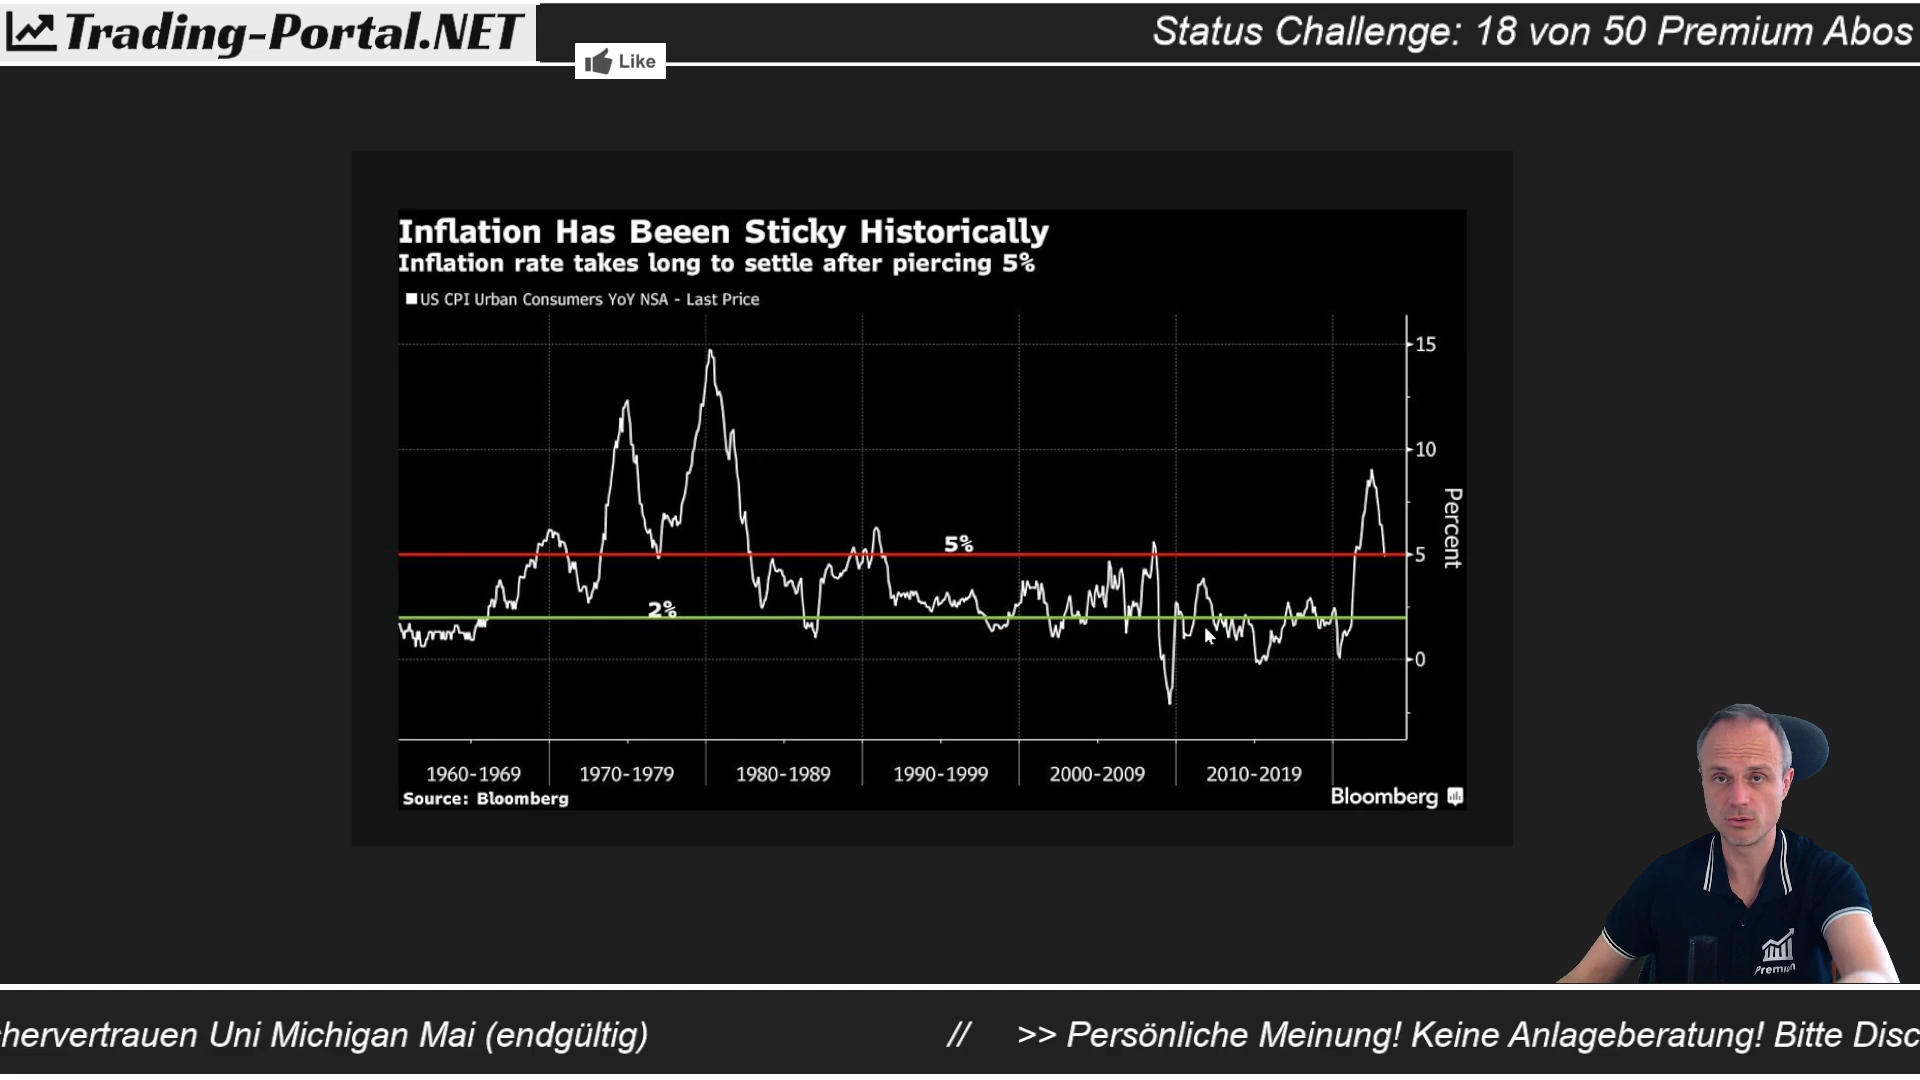 Trading-Portal.NET
Status Challenge: 18 von 50 Premium Abos
Like
Inflation Has Beeen Sticky Historically
Inflation rate takes long to settle after piercing 5%
US CPI Urban Consumers YoY NSA - Last Price
15
10
5
0
Percent
5%
2%
1960-1969 1970-1979 1980-1989 1990-1999 2000-2009 2010-2019
Source: Bloomberg
Bloomberg
Premium
chervertrauen Uni Michigan Mai (endgültig) // >> Persönliche Meinung! Keine Anlageberatung! Bitte Disc